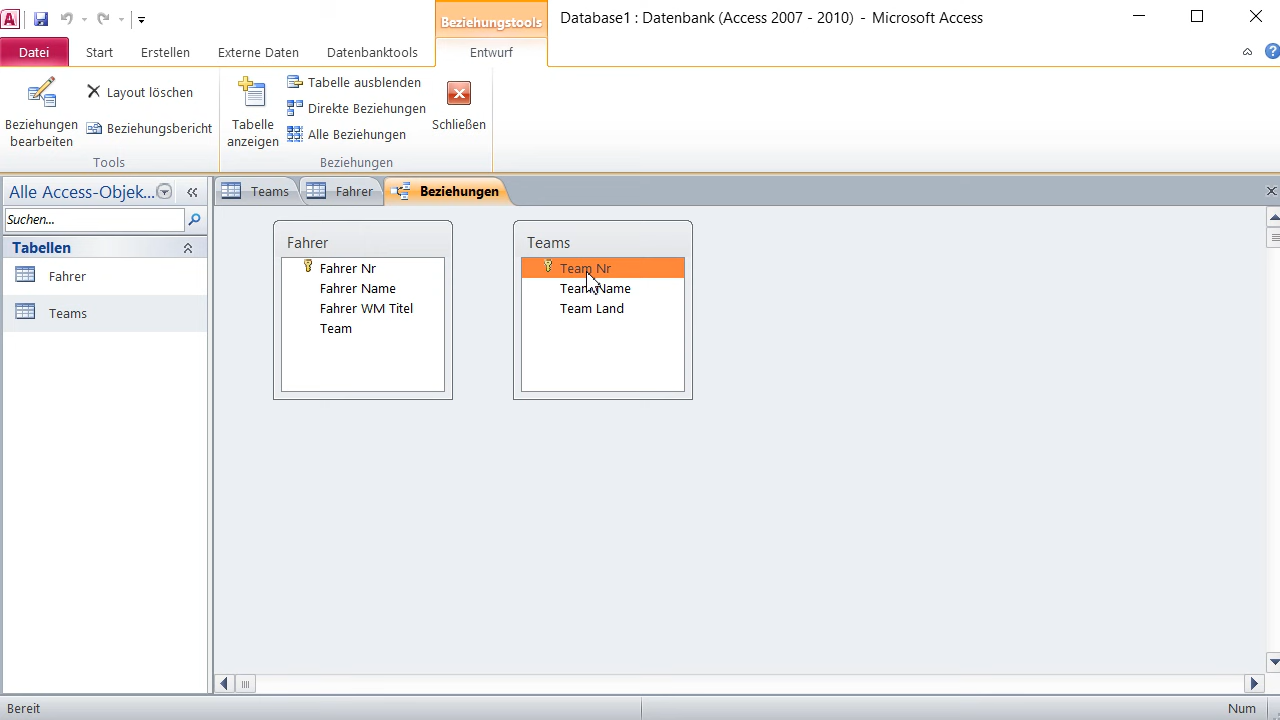 Beziehungstools
Database1 : Datenbank (Access 2007 - 2010) - Microsoft Access
Datei
Start
Erstellen
Externe Daten
Datenbanktools
Entwurf
Beziehungen
bearbeiten
Layout löschen
Beziehungsbericht
Tools
Tabelle
anzeigen
Tabelle ausblenden
Direkte Beziehungen
Alle Beziehungen
Schließen
Beziehungen
Alle Access-Objek...
Suchen...
Tabellen
Fahrer
Teams
Teams
Fahrer
Beziehungen
Fahrer
Fahrer Nr
Fahrer Name
Fahrer WM Titel
Team
Teams
Team Nr
Team Name
Team Land
Bereit
Num